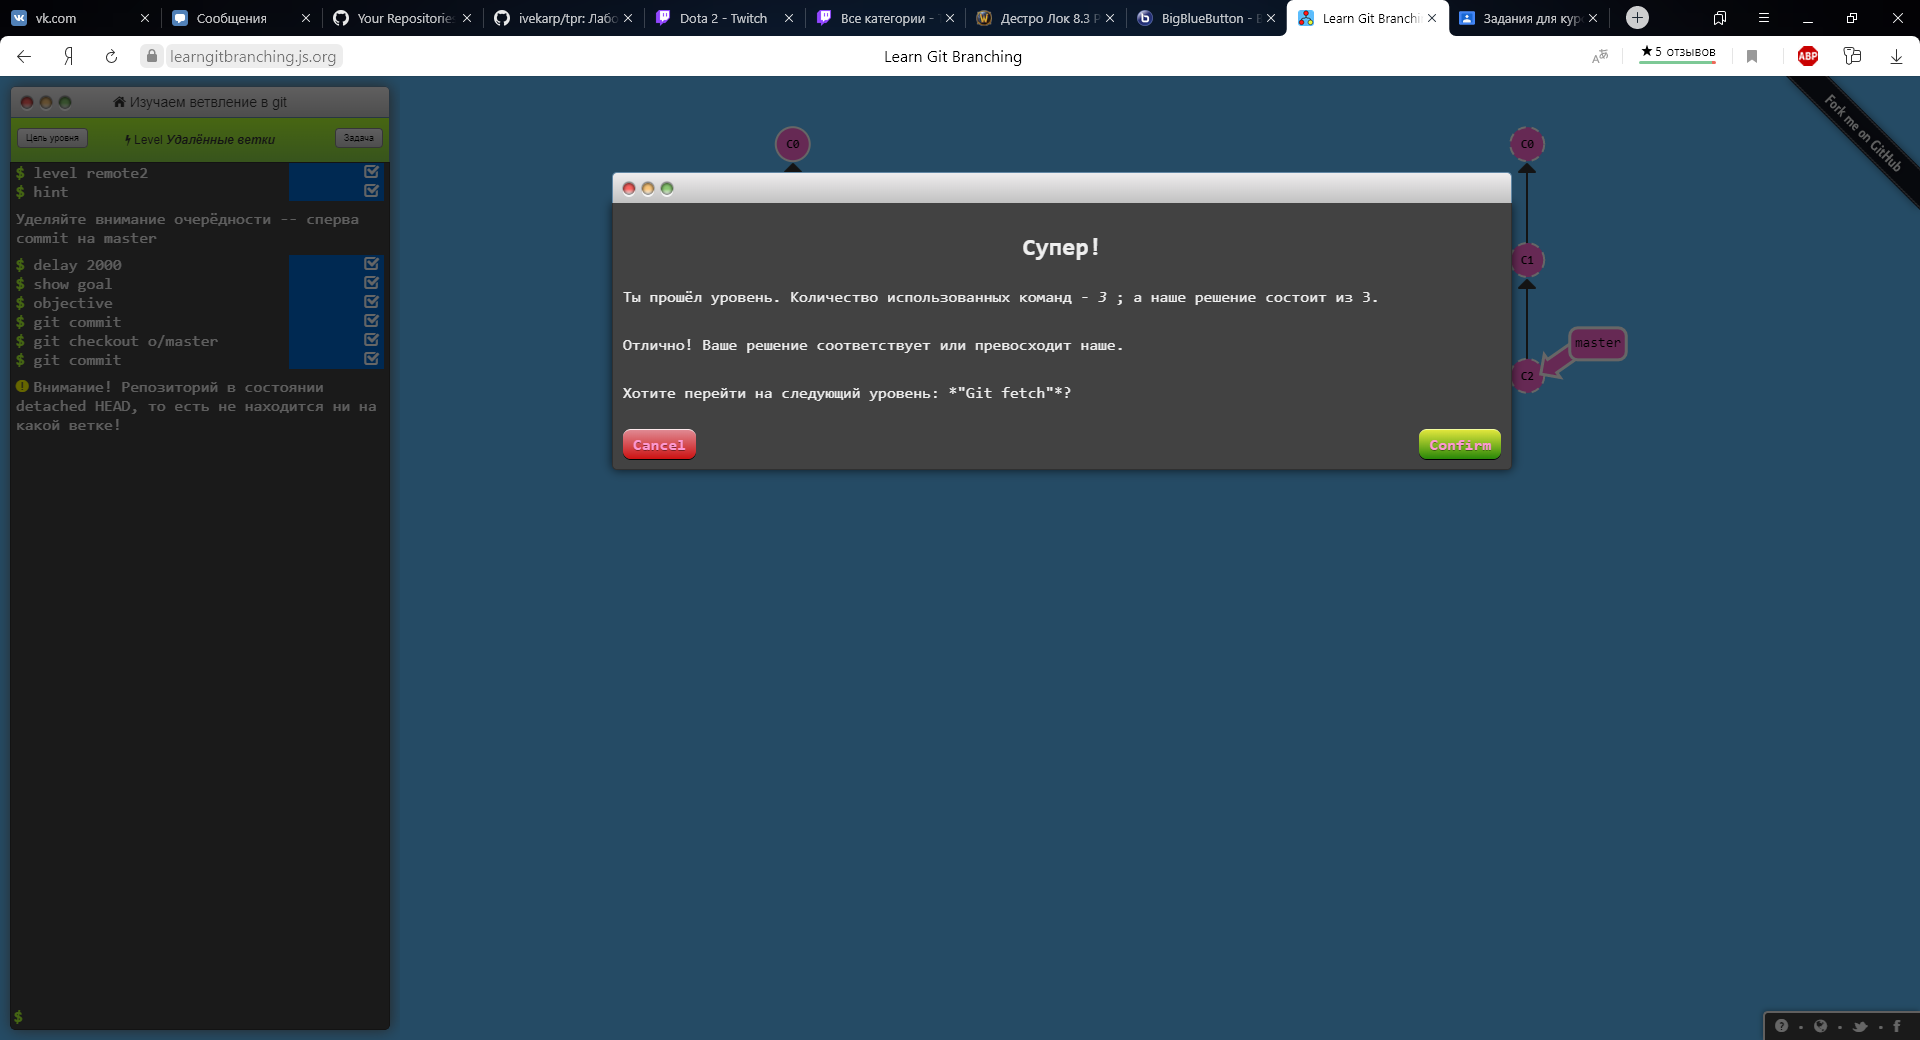 vk.com
Сообщения
Your Repositorie
ivekarp/tpr: Лабо
Dota 2 - Twitch
Все категории -
Дестро Лок 8.3 P
BigBlueButton -
Learn Git Branchi
Задания для кур
learngitbranching.js.org
Learn Git Branching
★5 отзывов
ABP
Изучаем ветвление в git
Цель уровня
Level Удалённые ветки
Задача
$ level remote2
$ hint
Уделяйте внимание очерёдности -- сперва
commit на master
$ delay 2000
$ show goal
$ objective
$ git commit
$ git checkout o/master
$ git commit
Внимание! Репозиторий в состоянии
detached HEAD, то есть не находится ни на
какой ветке!
$
C0
Супер!
Ты прошёл уровень. Количество использованных команд - 3 ; а наше решение состоит из 3.
Отлично! Ваше решение соответствует или превосходит наше.
Хотите перейти на следующий уровень: *"Git fetch"*?
Cancel
Confirm
C0
C1
master
C2
Fork me on GitHub